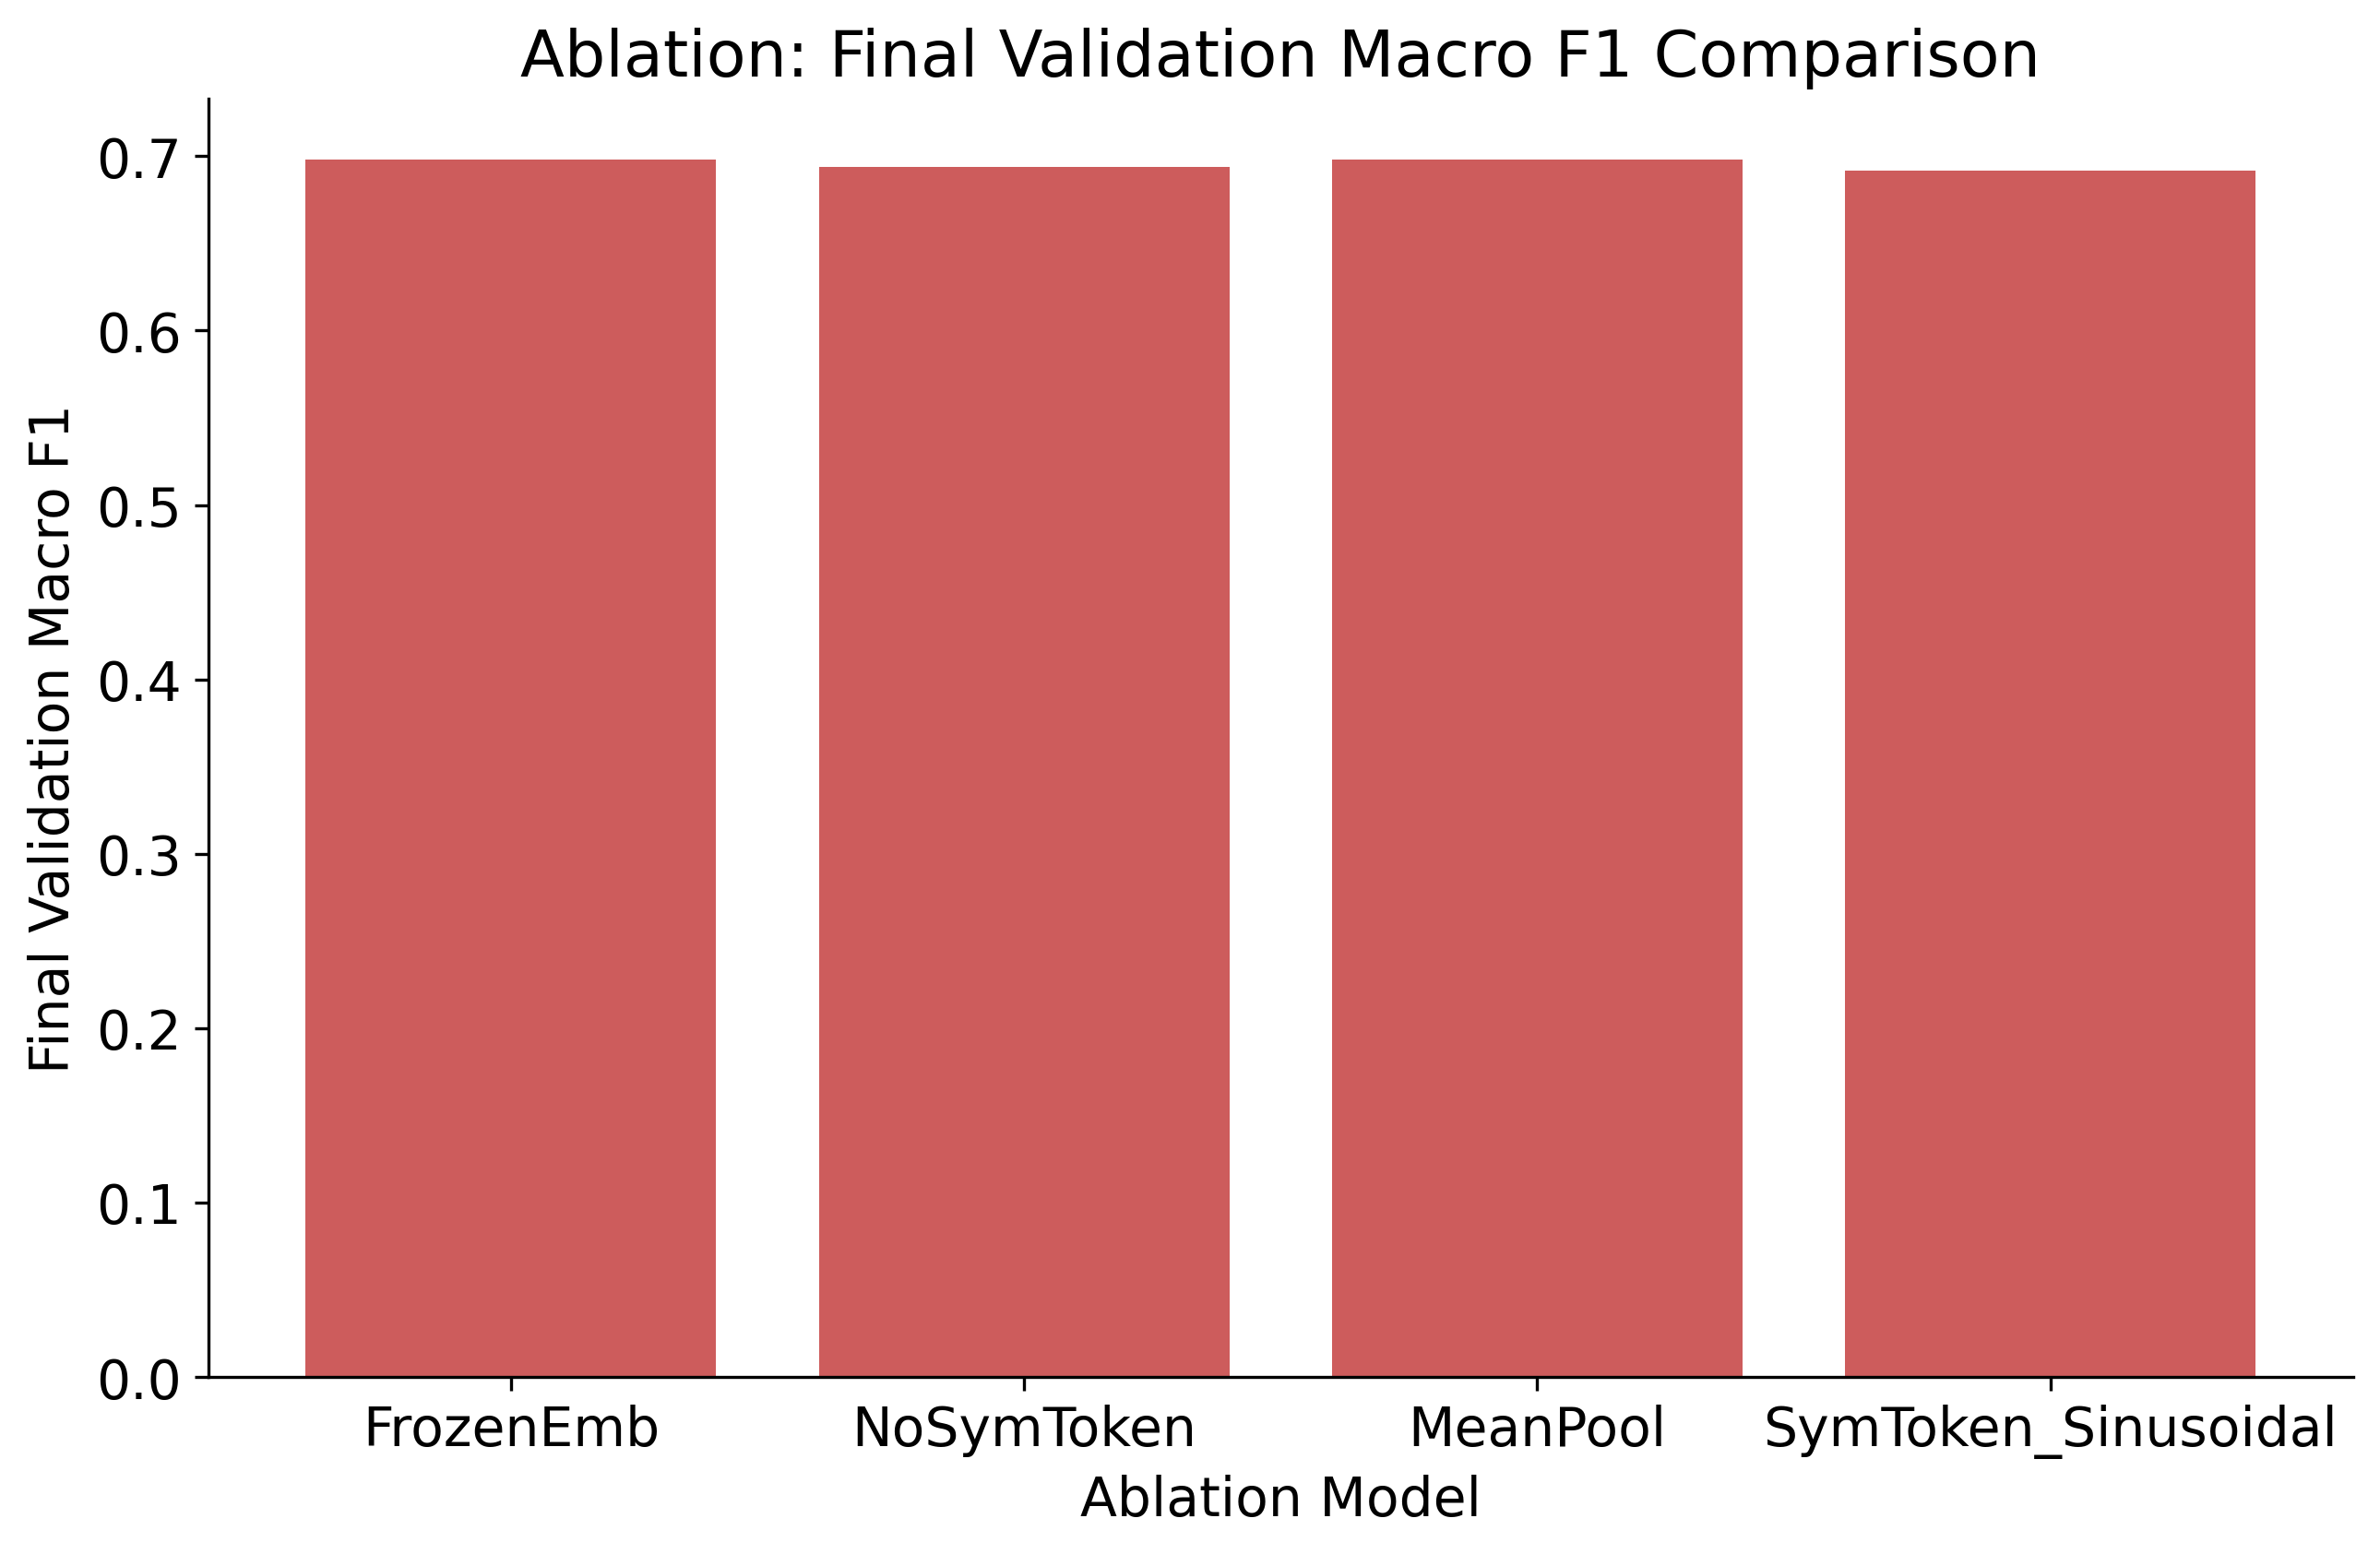 Ablation: Final Validation Macro F1 Comparison
Final Validation Macro F1
0.7
0.6
0.5
0.4
0.3
0.2
0.1
0.0
FrozenEmb NoSymToken MeanPool SymToken_Sinusoidal
Ablation Model